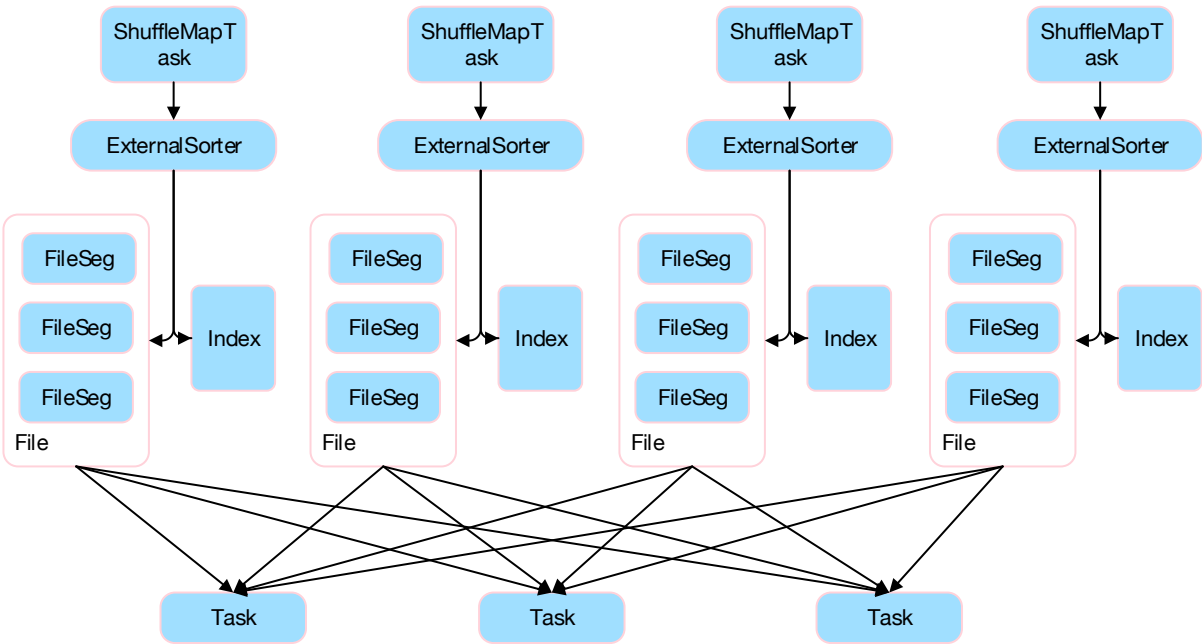 ShuffleMapT
ask
ShuffleMapT
ask
ShuffleMapT
ask
ShuffleMapT
ask
ExternalSorter
ExternalSorter
ExternalSorter
ExternalSorter
FileSeg
FileSeg
FileSeg
File
Index
FileSeg
FileSeg
FileSeg
File
Index
FileSeg
FileSeg
FileSeg
File
Index
FileSeg
FileSeg
FileSeg
File
Index
Task
Task
Task